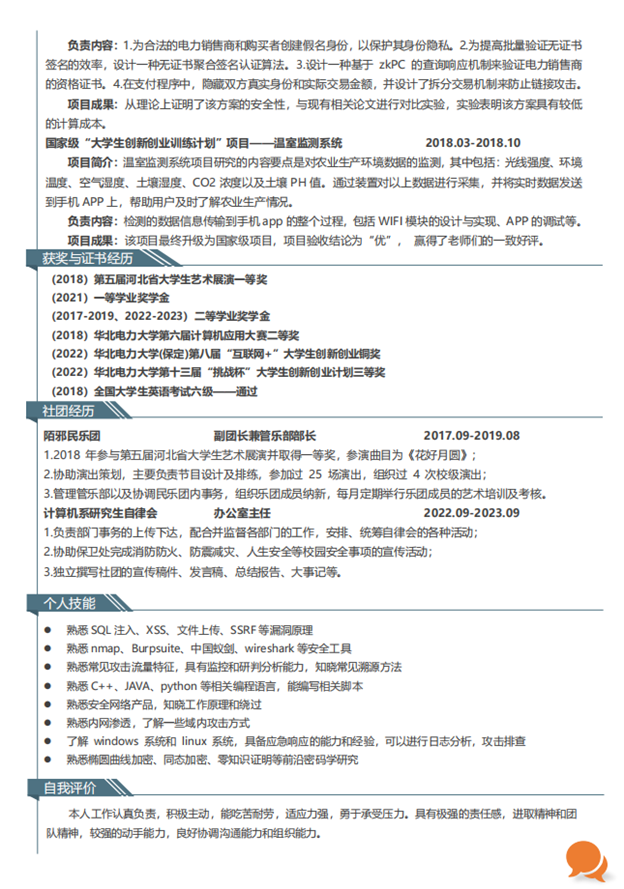 负责内容：1.为合法的电力销售商和购买者创建假名身份，以保护其身份隐私。2.为提高批量验证无证书
签名的效率，设计一种无证书聚合签名认证算法。3.设计一种基于 zkPC 的查询响应机制来验证电力销售商
的资格证书。4.在支付程序中，隐藏双方真实身份和实际交易金额，并设计了拆分交易机制来防止链接攻击。
项目成果：从理论上证明了该方案的安全性，与现有相关论文进行对比实验，实验表明该方案具有较低
的计算成本。
国家级“大学生创新创业训练计划”项目——温室监测系统 2018.03-2018.10
项目简介：温室监测系统项目研究的内容要点是对农业生产环境数据的监测，其中包括：光线强度、环境
温度、空气湿度、土壤湿度、CO2 浓度以及土壤 PH 值。通过装置对以上数据进行采集，并将实时数据发送
到手机 APP 上，帮助用户及时了解农业生产情况。
负责内容：检测的数据信息传输到手机 app 的整个过程，包括 WIFI 模块的设计与实现、APP 的调试等。
项目成果：该项目最终升级为国家级项目，项目验收结论为“优”， 赢得了老师们的一致好评。
获奖与证书经历
（2018）第五届河北省大学生艺术展演一等奖
（2021）一等学业奖学金
（2017-2019、2022-2023）二等学业奖学金
（2018）华北电力大学第六届计算机应用大赛二等奖
（2022）华北电力大学(保定)第八届“互联网+”大学生创新创业铜奖
（2022）华北电力大学第十三届“挑战杯”大学生创新创业计划三等奖
（2018）全国大学生英语考试六级——通过
社团经历
陌邪民乐团 副团长兼管乐部部长 2017.09-2019.08
1.2018 年参与第五届河北省大学生艺术展演并取得一等奖，参演曲目为《花好月圆》；
2.协助演出策划，主要负责节目设计及排练，参加过 25 场演出，组织过 4 次校级演出；
3.管理管乐部以及协调民乐团内事务，组织乐团成员纳新，每月定期举行乐团成员的艺术培训及考核。
计算机系研究生自律会 办公室主任 2022.09-2023.09
1.负责部门事务的上传下达，配合并监督各部门的工作，安排、统筹自律会的各种活动；
2.协助保卫处完成消防防火、防震减灾、人生安全等校园安全事项的宣传活动；
3.独立撰写社团的宣传稿件、发言稿、总结报告、大事记等。
个人技能
● 熟悉 SQL 注入、XSS、文件上传、SSRF 等漏洞原理
● 熟悉 nmap、Burpsuite、中国蚁剑、wireshark 等安全工具
● 熟悉常见攻击流量特征，具有监控和研判分析能力，知晓常见溯源方法
● 熟悉 C++、JAVA、python 等相关编程语言，能编写相关脚本
● 熟悉安全网络产品，知晓工作原理和绕过
● 熟悉内网渗透，了解一些域内攻击方式
● 了解 windows 系统和 linux 系统，具备应急响应的能力和经验，可以进行日志分析，攻击排查
● 熟悉椭圆曲线加密、同态加密、零知识证明等前沿密码学研究
自我评价
本人工作认真负责，积极主动，能吃苦耐劳，适应力强，勇于承受压力。具有极强的责任感，进取精神和团
队精神，较强的动手能力，良好协调沟通能力和组织能力。